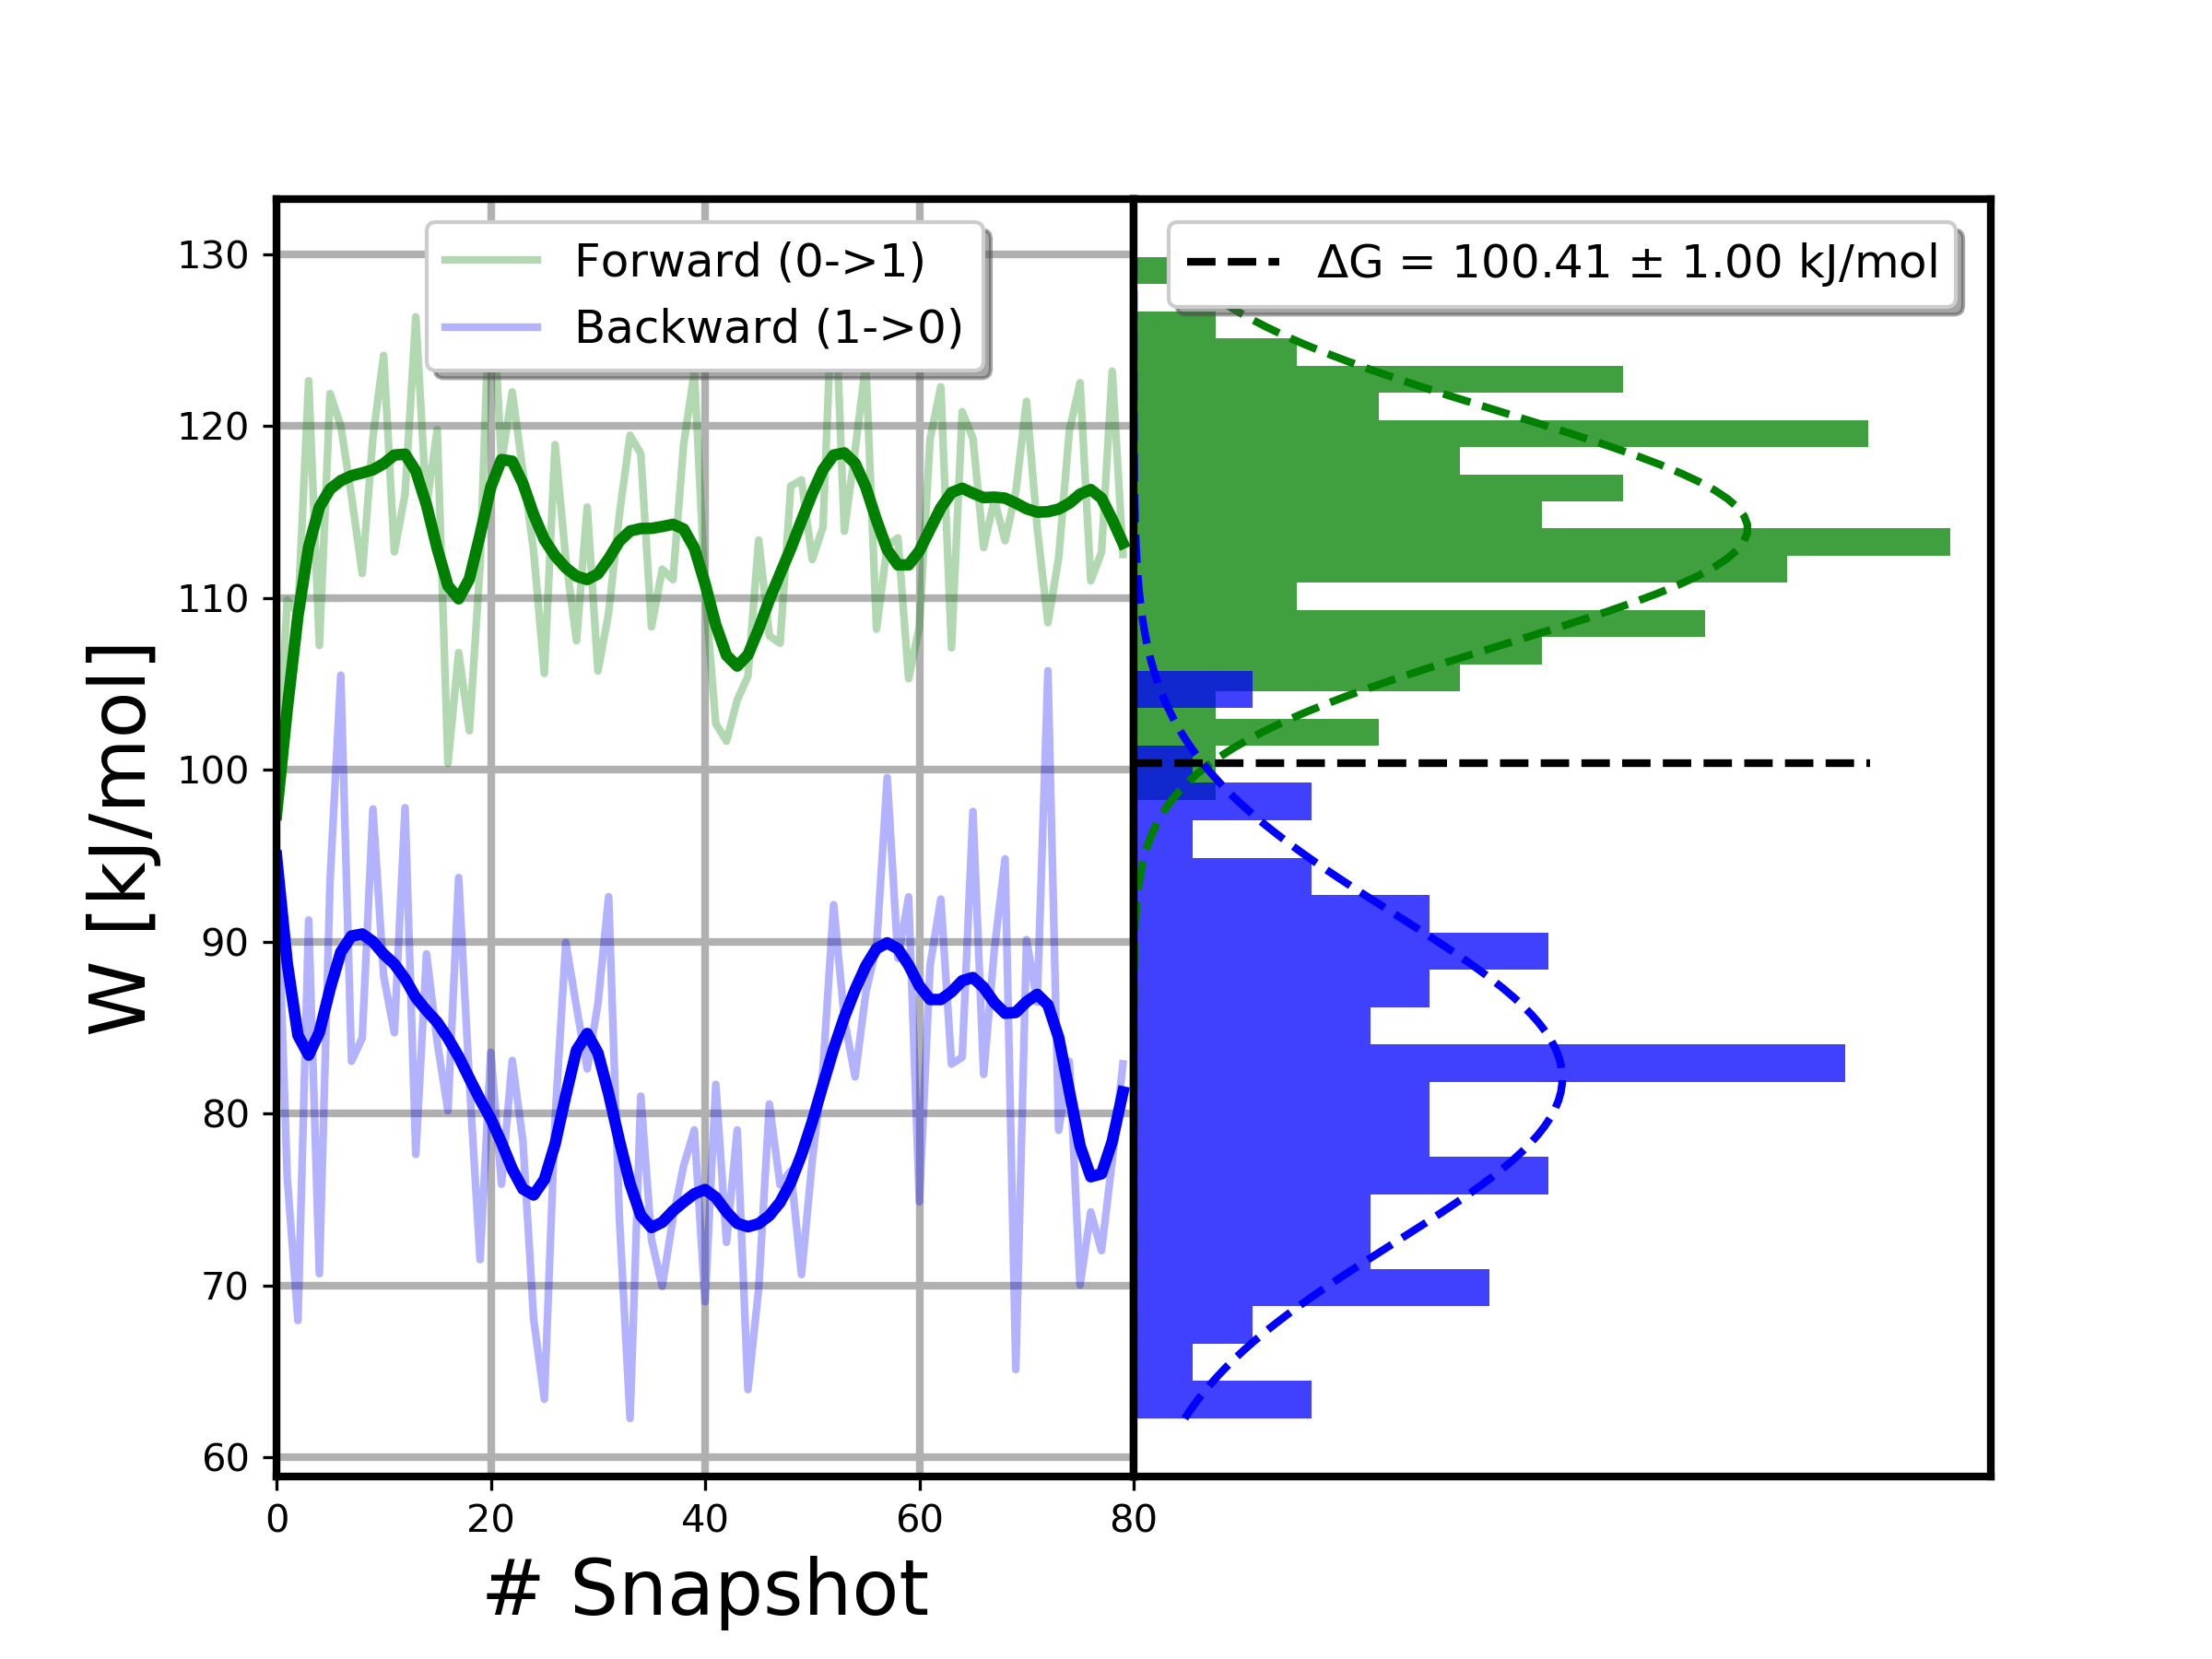 Forward (0->1)
Backward (1->0)
ΔG = 100.41 ± 1.00 kJ/mol
W [kJ/mol]
130
120
110
100
90
80
70
60
0 20 40 60 80
# Snapshot